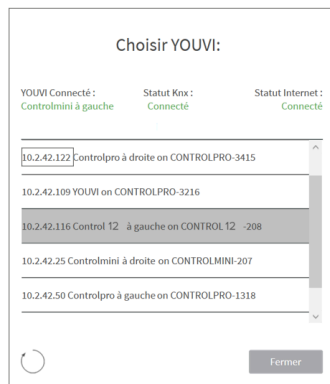 Choisir YOUVI:
YOUVI Connecté : Statut Knx : Statut Internet :
Controlmini à gauche Connecté Connecté
10.2.42.122 Controlpro à droite on CONTROLPRO-3415
10.2.42.109 YOUVI on CONTROLPRO-3216
10.2.42.116 Control 12 à gauche on CONTROL 12 -208
10.2.42.25 Controlmini à droite on CONTROLMINI-207
10.2.42.50 Controlpro à gauche on CONTROLPRO-1318
Fermer